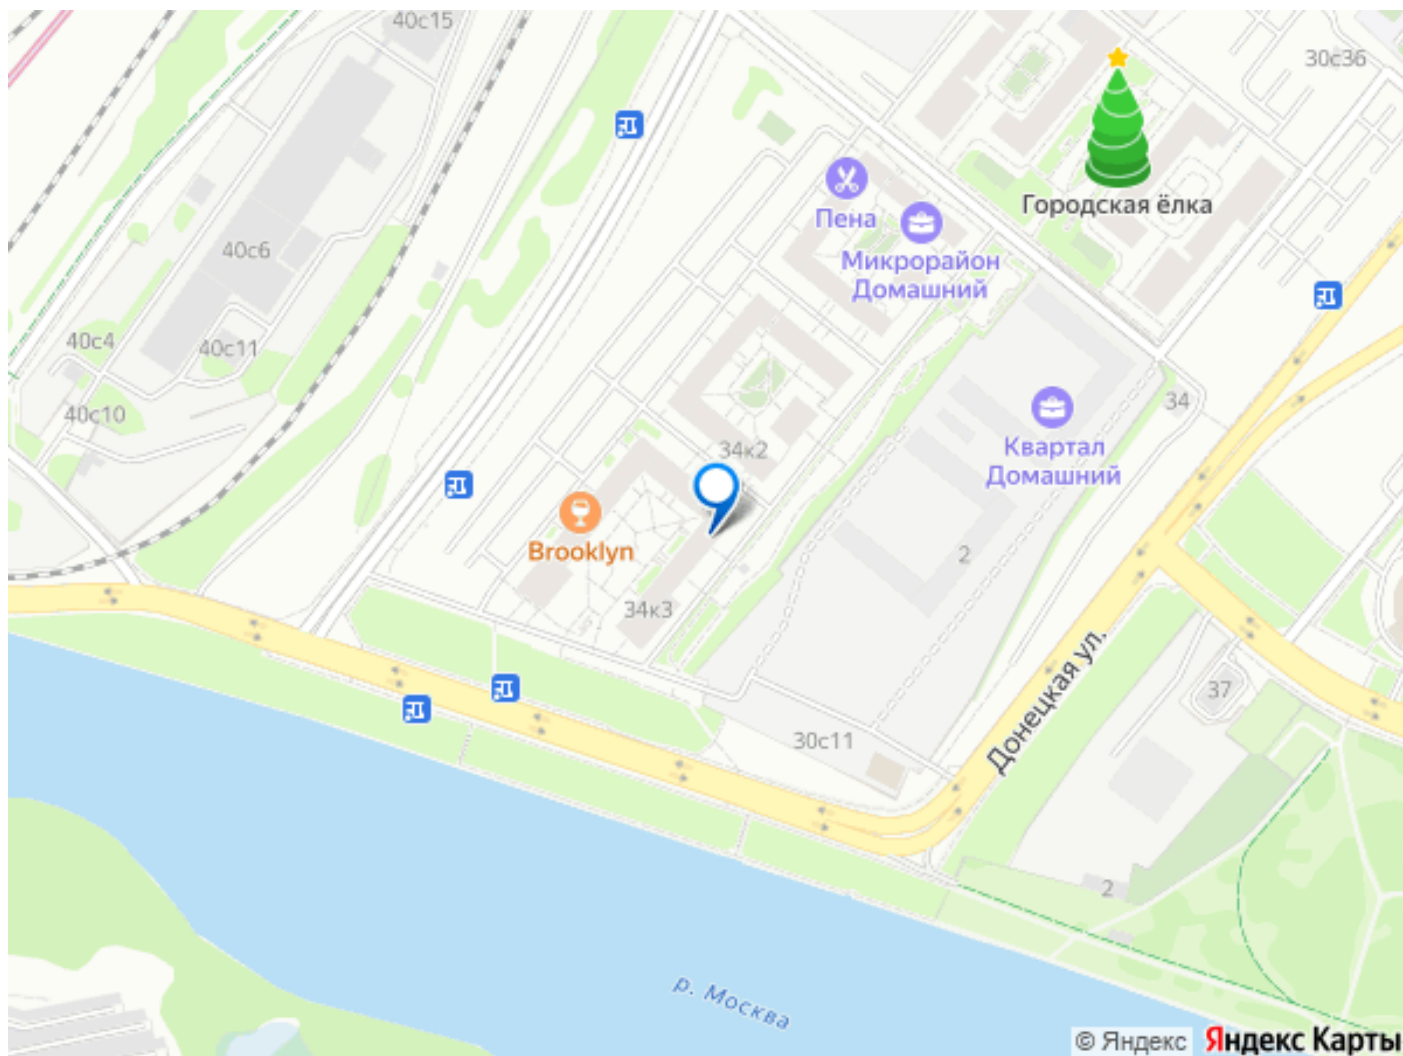 40с15
30с36
Городская ёлка
Пена
Микрорайон
Домашний
40с6
40с4
40с11
40с10
34
Квартал
Домашний
34к2
Brooklyn
2
34к3
Донецкая ул.
37
30с11
2
р. Москва
© Яндекс Яндекс Карты